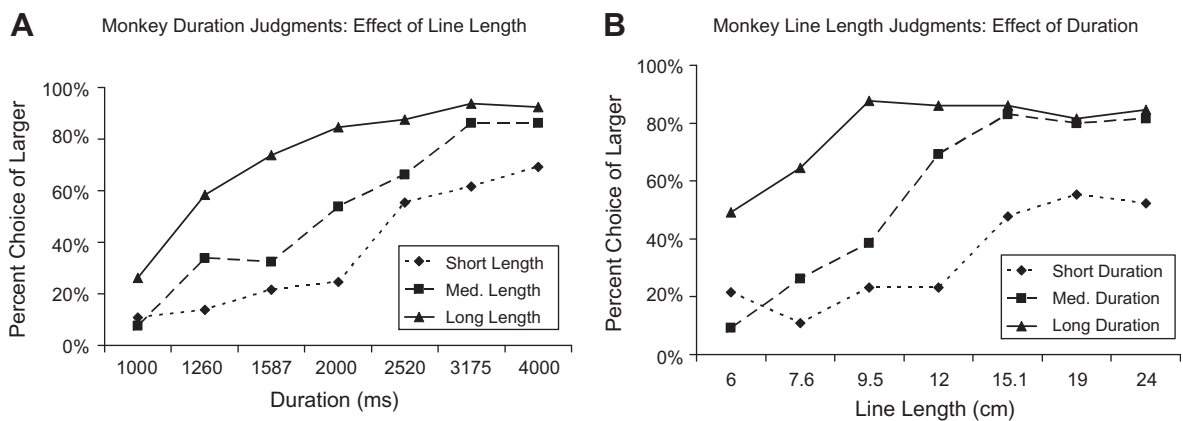 A
Monkey Duration Judgments: Effect of Line Length
Percent Choice of Larger
100%
80%
60%
40%
20%
0%
Short Length
Med. Length
Long Length
1000 1260 1587 2000 2520 3175 4000
Duration (ms)
B
Monkey Line Length Judgments: Effect of Duration
Percent Choice of Larger
100%
80%
60%
40%
20%
0%
Short Duration
Med. Duration
Long Duration
6 7.6 9.5 12 15.1 19 24
Line Length (cm)